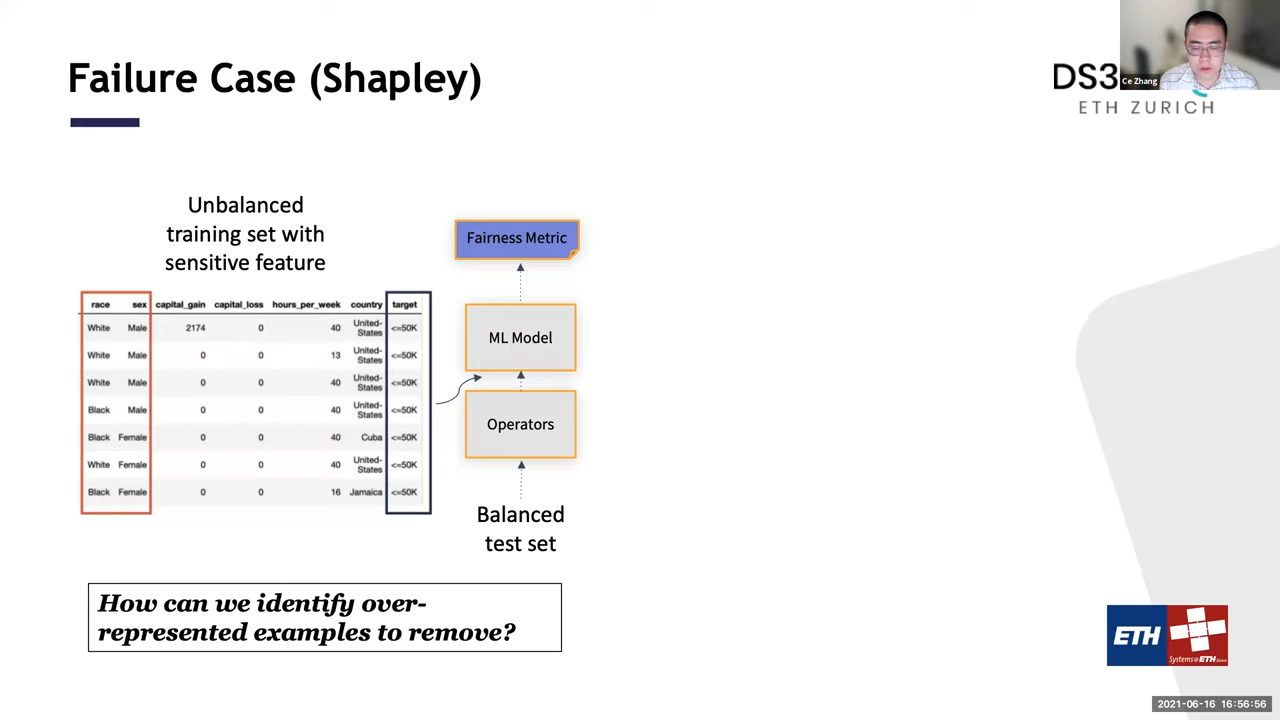 Failure Case (Shapley)
DS3
ETH ZURICH
Ce Zhang
Unbalanced
training set with
sensitive feature
race sex capital_gain capital_loss hours_per_week country target
White Male 2174 0 40 United-States <=50K
White Male 0 0 13 United-States <=50K
White Male 0 0 40 United-States <=50K
Black Male 0 0 40 United-States <=50K
Black Female 0 0 40 Cuba <=50K
White Female 0 0 40 United-States <=50K
Black Female 0 0 16 Jamaica <=50K
Fairness Metric
ML Model
Operators
Balanced
test set
How can we identify over-
represented examples to remove?
ETH
Systems@ETH Zürich
2021-06-16 16:56:56